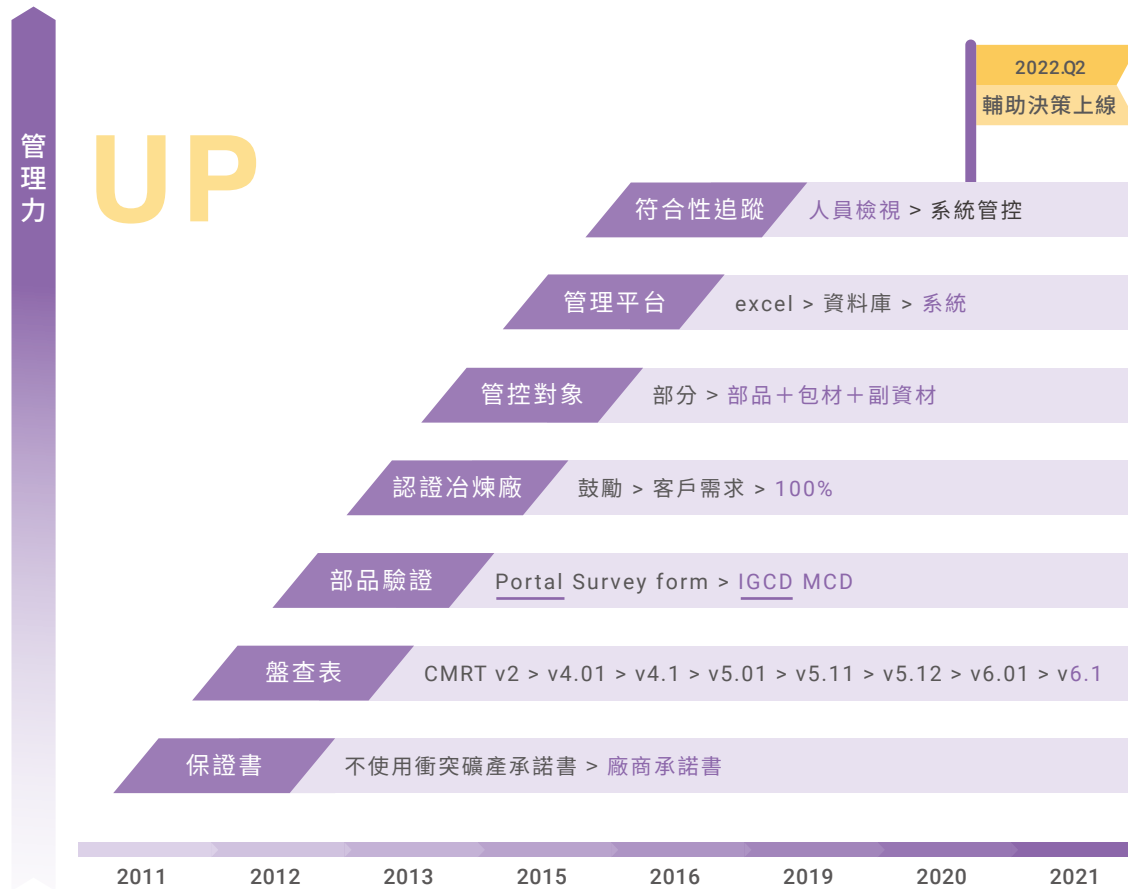 管理力
UP
2022.Q2
輔助決策上線
符合性追蹤 人員檢視 > 系統管控
管理平台 excel > 資料庫 > 系統
管控對象 部分 > 部品＋包材＋副資材
認證冶煉廠 鼓勵 > 客戶需求 > 100%
部品驗證 Portal Survey form > IGCD MCD
盤查表 CMRT v2 > v4.01 > v4.1 > v5.01 > v5.11 > v5.12 > v6.01 > v6.1
保證書 不使用衝突礦產承諾書 > 廠商承諾書
2011 2012 2013 2015 2016 2019 2020 2021